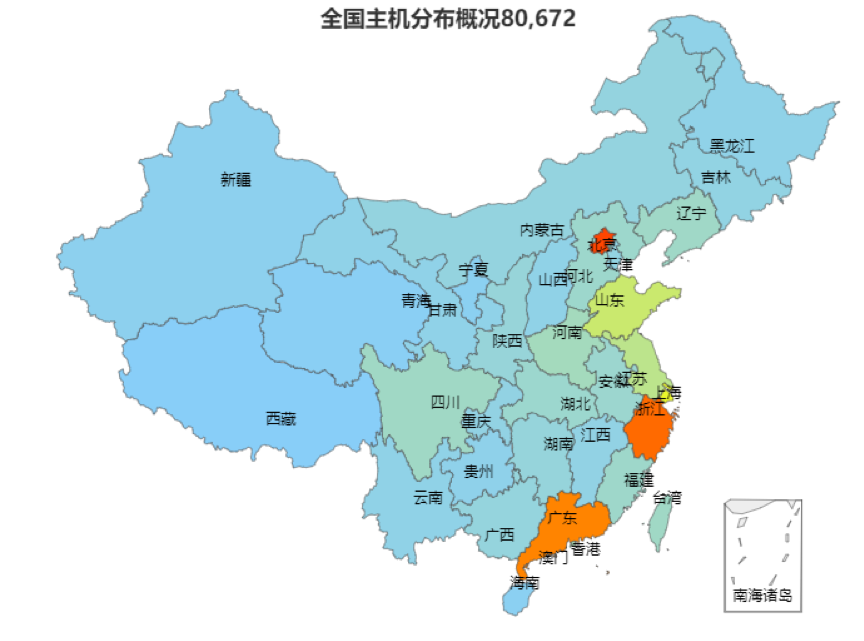 全国主机分布概况80,672
黑龙江
吉林
新疆
辽宁
内蒙古
北京
天津
宁夏
山西
河北
青海
甘肃
山东
河南
陕西
安徽
江苏
上海
四川
湖北
浙江
西藏
重庆
湖南
江西
贵州
福建
云南
台湾
广东
广西
香港
澳门
海南
南海诸岛